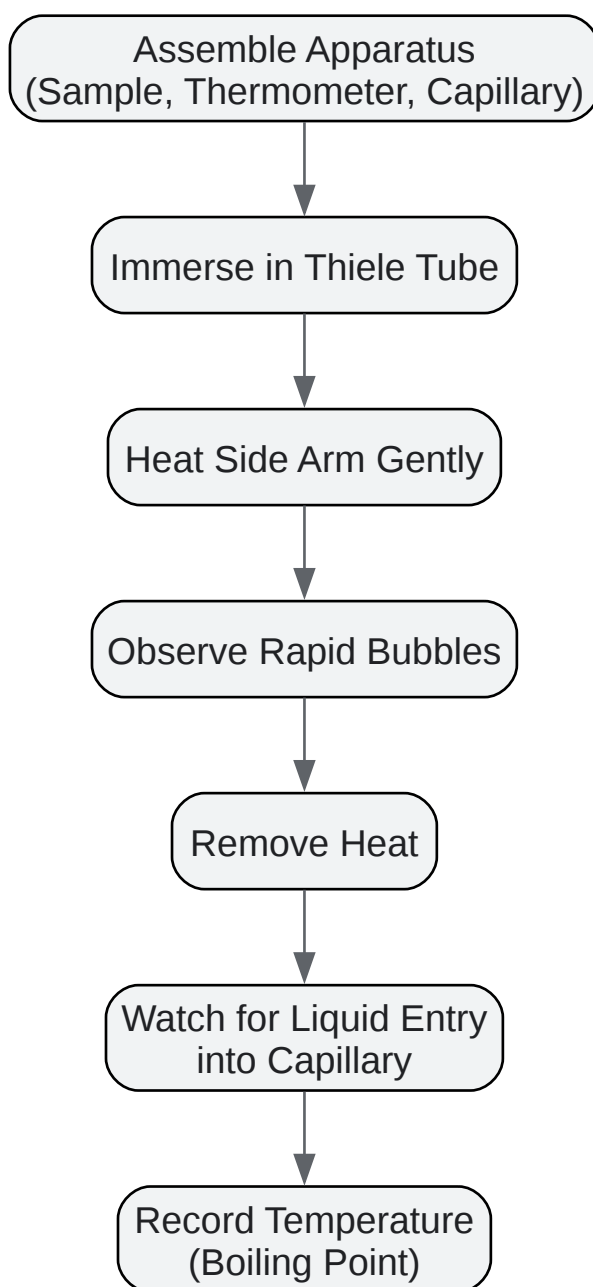 Assemble Apparatus
(Sample, Thermometer, Capillary)
Immerse in Thiele Tube
Heat Side Arm Gently
Observe Rapid Bubbles
Remove Heat
Watch for Liquid Entry
into Capillary
Record Temperature
(Boiling Point)